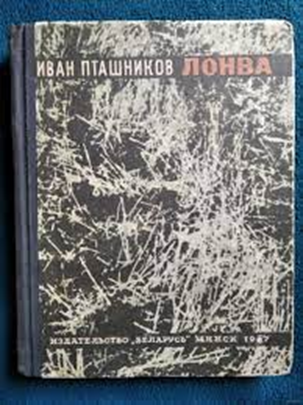 ИВАН ПТАШНИКОВ ЛОНВА
ИЗДАТЕЛЬСТВО „БЕЛАРУСЬ" МИНСК 1967